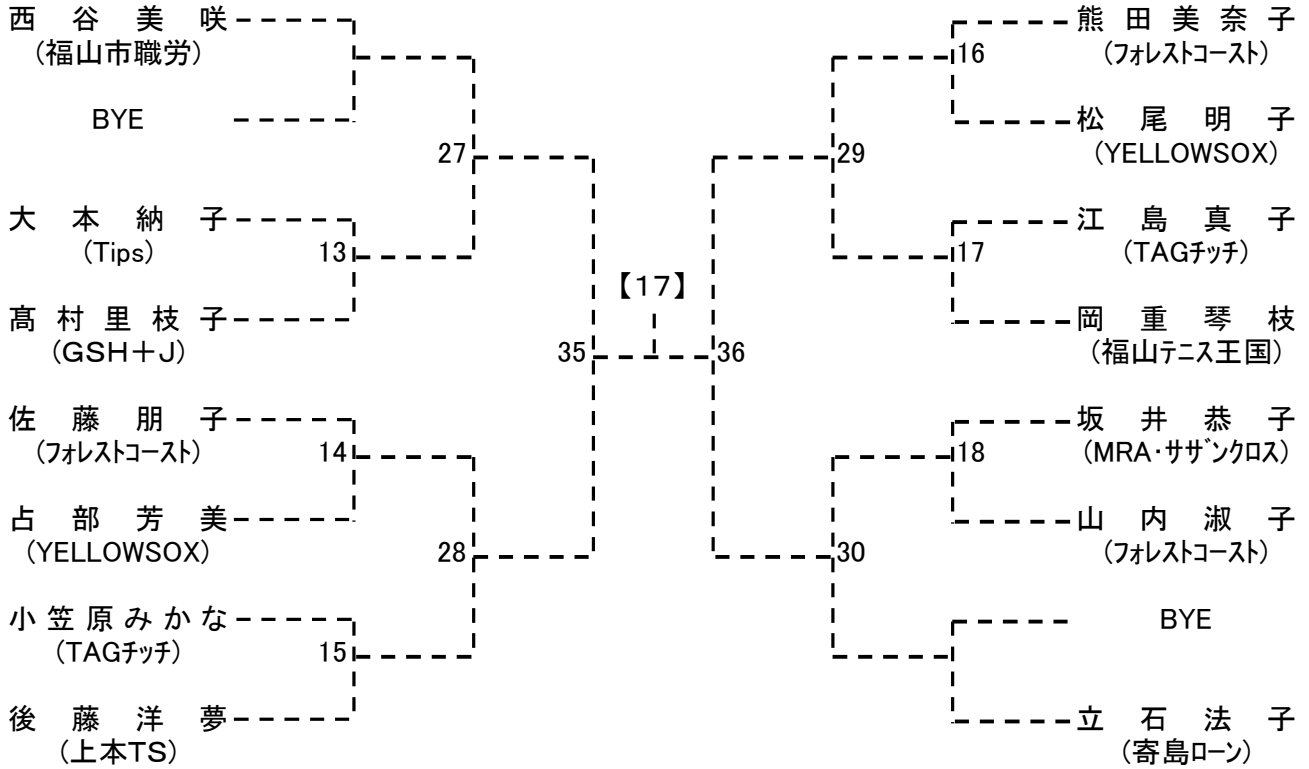 西谷美咲
(福山市職労)
BYE
27
大本納子
(Tips)
13
髙村里枝子
(GSH+J)
35
佐藤朋子
(フォレストコースト)
14
占部芳美
(YELLOWSOX)
28
小笠原みかな
(TAGチッチ)
15
後藤洋夢
(上本TS)
【17】
熊田美奈子
(フォレストコースト)
16
松尾明子
(YELLOWSOX)
29
江島真子
(TAGチッチ)
17
岡重琴枝
(福山テニス王国)
36
坂井恭子
(MRA・サザンクロス)
18
山内淑子
(フォレストコースト)
30
BYE
立石法子
(寄島ローン)